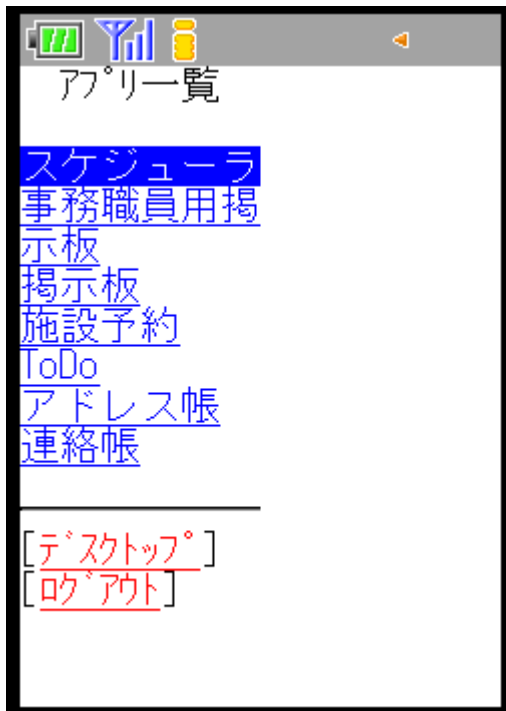 アプリ一覧
スケジューラ
事務職員用掲
示板
掲示板
施設予約
ToDo
アドレス帳
連絡帳
[デスクトップ]
[ログアウト]